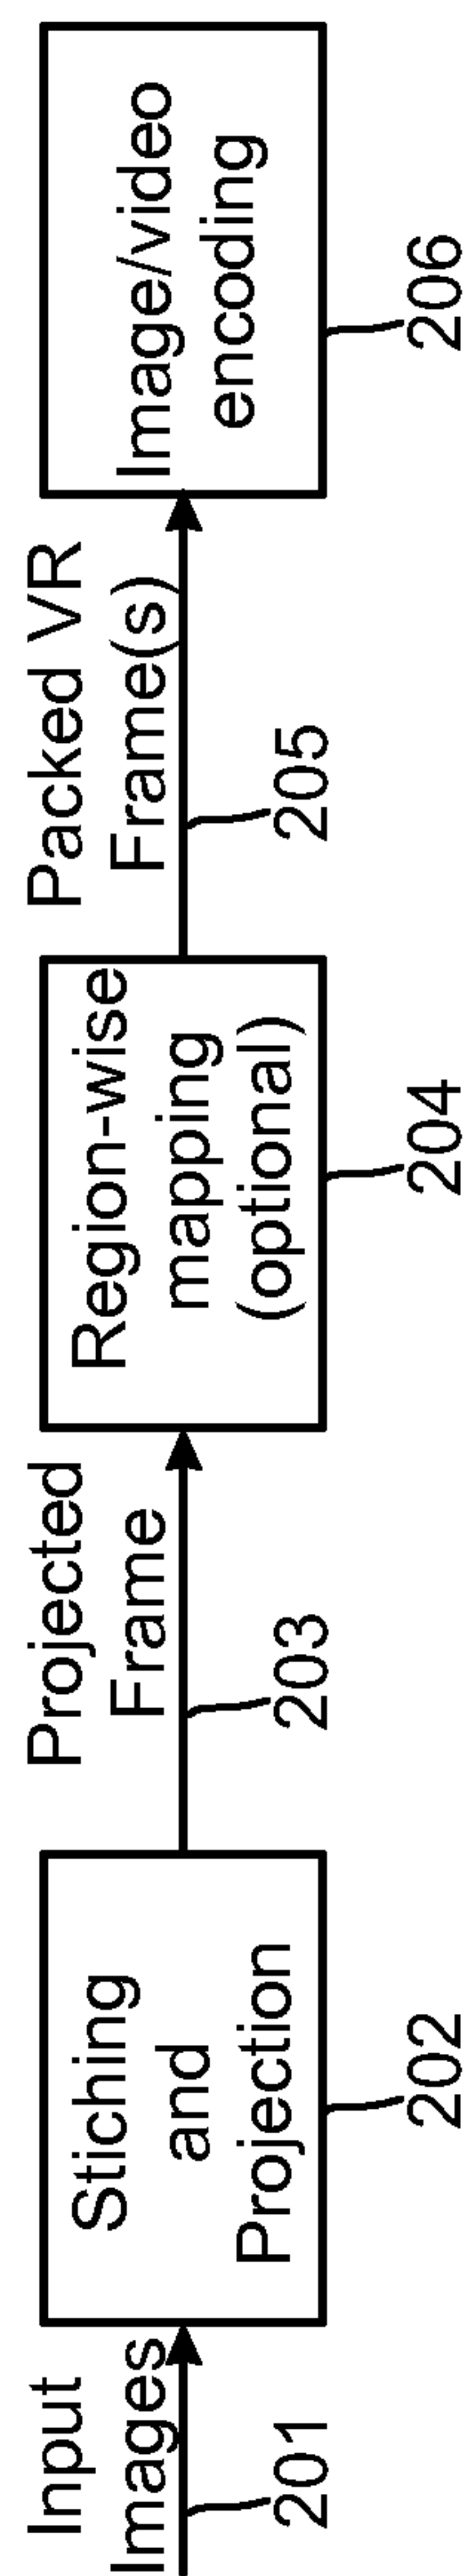 Input
Images
201
Stiching
and
Projection
202
Projected
Frame
203
Region-wise
mapping
(optional)
204
Packed VR
Frame(s)
205
Image/video
encoding
206